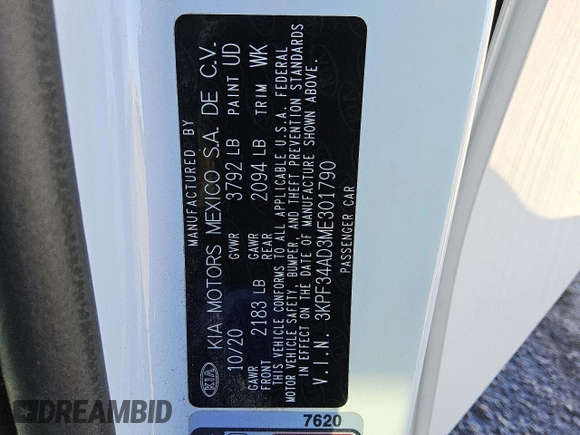 MANUFACTURED BY
KIA KIA MOTORS MEXICO S.A. DE C.V.
10/20 GVWR 3792 LB PAINT UD
GAWR FRONT 2183 LB GAWR REAR 2094 LB TRIM WK
THIS VEHICLE CONFORMS TO ALL APPLICABLE U.S.A. FEDERAL
MOTOR VEHICLE SAFETY, BUMPER, AND THEFT PREVENTION STANDARDS
IN EFFECT ON THE DATE OF MANUFACTURE SHOWN ABOVE.
V.I.N. 3KPF34AD3ME301790
PASSENGER CAR
7620
DREAMBID